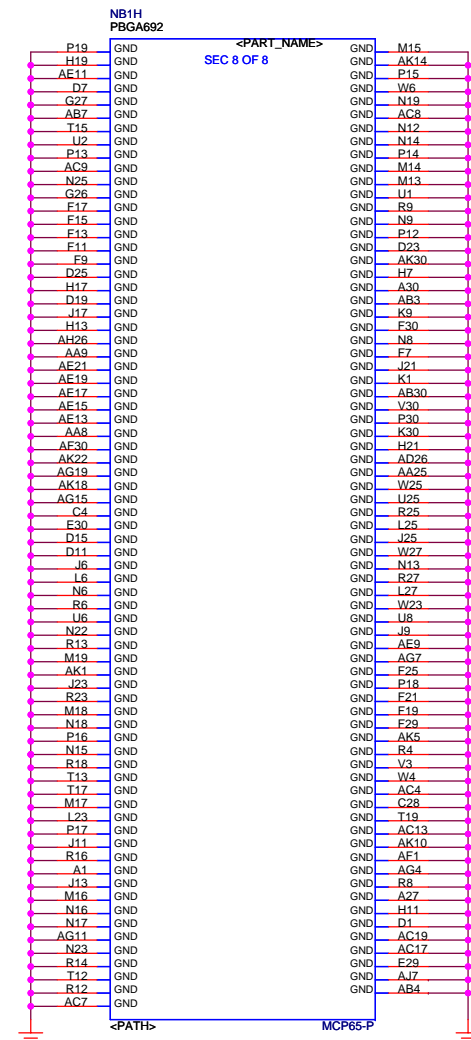 NB1H
PBGA692
<PART_NAME>
SEC 8 OF 8
P19 GND GND M15
H19 GND GND AK14
AE11 GND GND P15
D7 GND GND W6
G27 GND GND N19
AB7 GND GND AC8
T15 GND GND N12
U2 GND GND N14
P13 GND GND P14
AC9 GND GND M14
N25 GND GND M13
G26 GND GND U1
F17 GND GND R9
F15 GND GND N9
F13 GND GND P12
F11 GND GND D23
F9 GND GND AK30
D25 GND GND H7
H17 GND GND A30
D19 GND GND AB3
J17 GND GND K9
H13 GND GND F30
AH26 GND GND N8
AA9 GND GND F7
AE21 GND GND J21
AE19 GND GND K1
AE17 GND GND AB30
AE15 GND GND V30
AE13 GND GND P30
AA8 GND GND K30
AF30 GND GND H21
AK22 GND GND AD26
AG19 GND GND AA25
AK18 GND GND W25
AG15 GND GND U25
C4 GND GND R25
E30 GND GND L25
D15 GND GND J25
D11 GND GND W27
J6 GND GND N13
L6 GND GND R27
N6 GND GND L27
R6 GND GND W23
U6 GND GND U8
N22 GND GND J9
R13 GND GND AE9
M19 GND GND AG7
AK1 GND GND F25
J23 GND GND P18
R23 GND GND F21
M18 GND GND F19
N18 GND GND F29
P16 GND GND AK5
N15 GND GND R4
R18 GND GND V3
T13 GND GND W4
T17 GND GND AC4
M17 GND GND C28
L23 GND GND T19
P17 GND GND AC13
J11 GND GND AK10
R16 GND GND AF1
A1 GND GND AG4
J13 GND GND R8
M16 GND GND A27
N16 GND GND H11
N17 GND GND D1
AG11 GND GND AC19
N23 GND GND AC17
R14 GND GND E29
T12 GND GND AJ7
R12 GND GND AB4
AC7 GND
<PATH>
MCP65-P